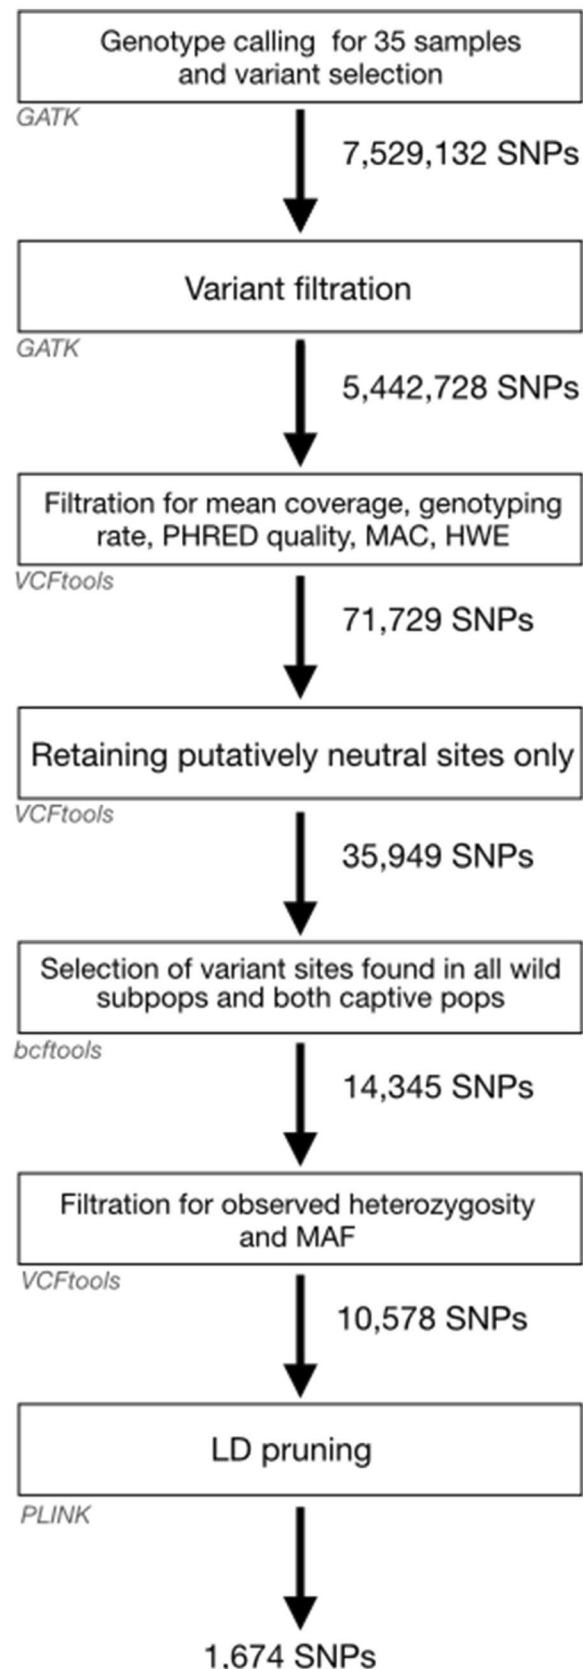 Genotype calling for 35 samples
and variant selection
GATK
7,529,132 SNPs
Variant filtration
GATK
5,442,728 SNPs
Filtration for mean coverage, genotyping
rate, PHRED quality, MAC, HWE
VCFtools
71,729 SNPs
Retaining putatively neutral sites only
VCFtools
35,949 SNPs
Selection of variant sites found in all wild
subpops and both captive pops
bcftools
14,345 SNPs
Filtration for observed heterozygosity
and MAF
VCFtools
10,578 SNPs
LD pruning
PLINK
1,674 SNPs